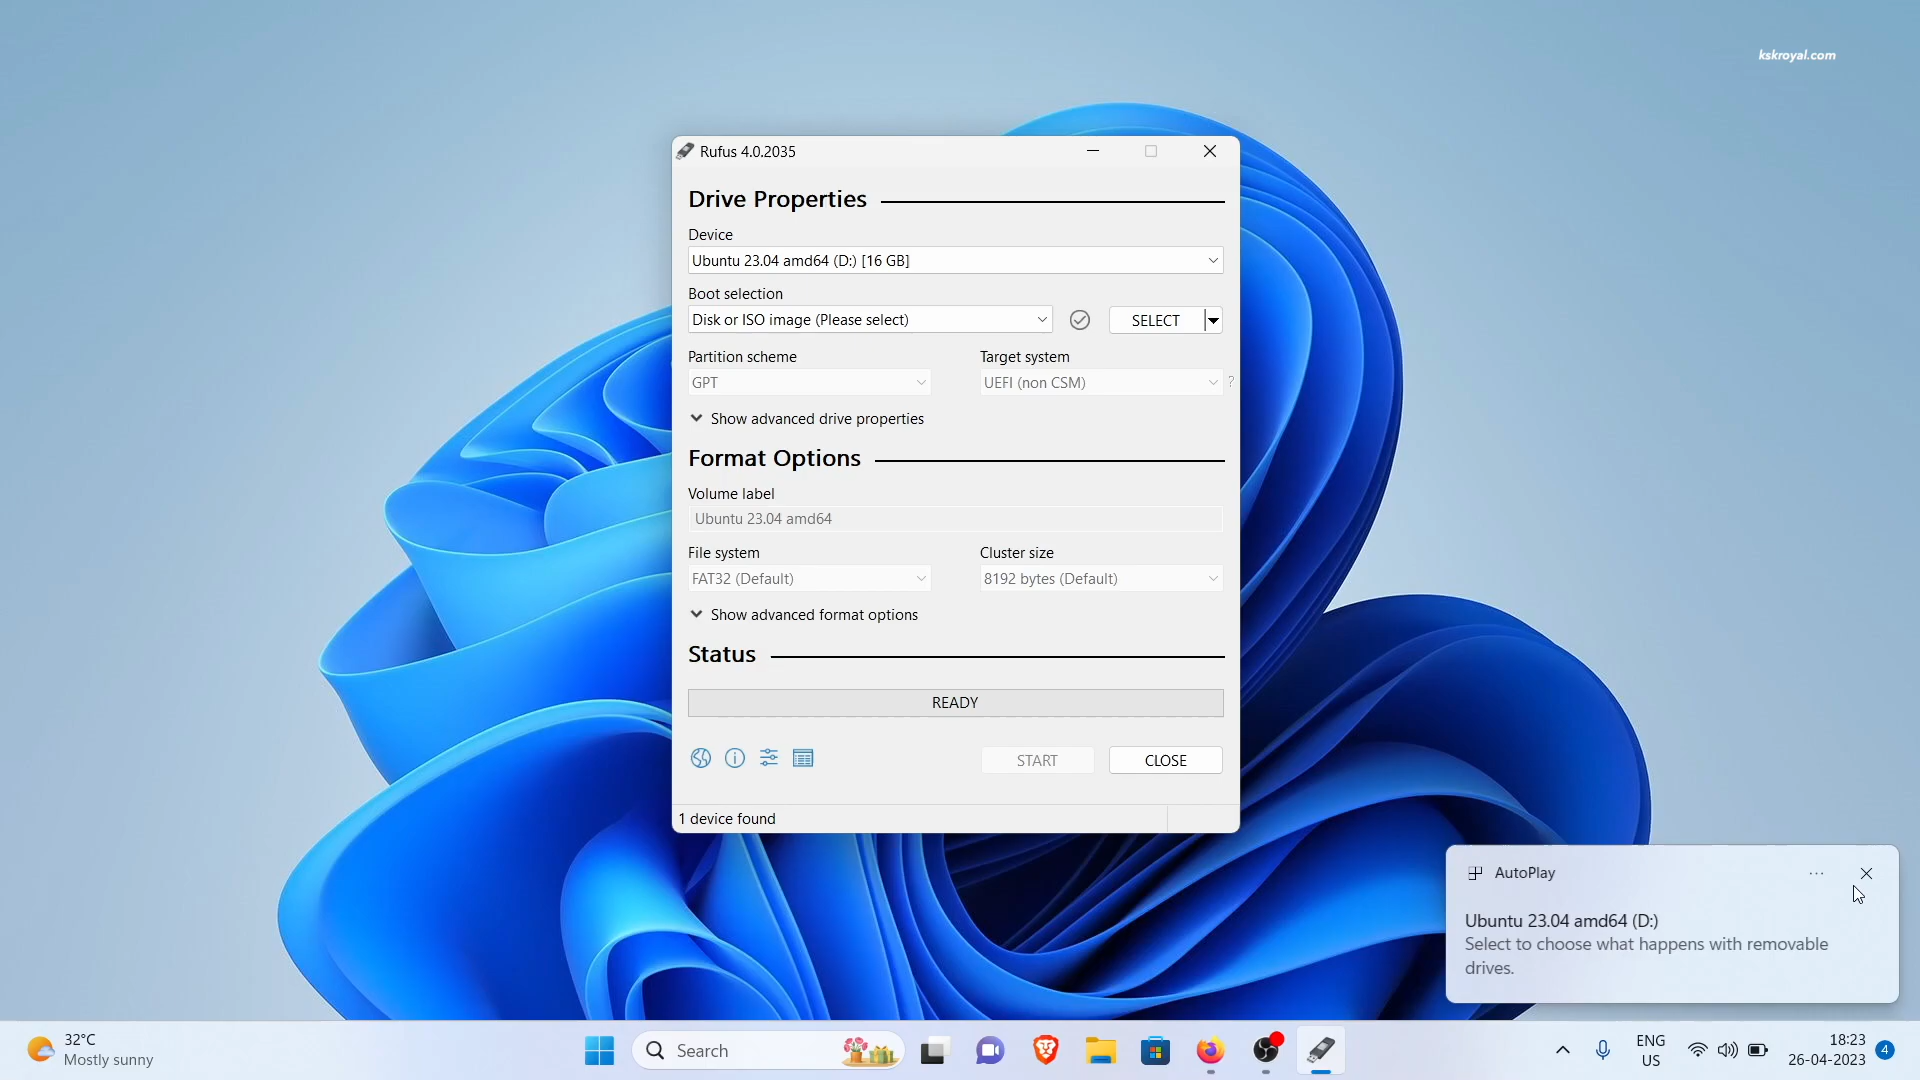 kskroyal.com
Rufus 4.0.2035
Drive Properties
Device
Ubuntu 23.04 amd64 (D:) [16 GB]
Boot selection
Disk or ISO image (Please select)
SELECT
Partition scheme
Target system
GPT
UEFI (non CSM)
?
Show advanced drive properties
Format Options
Volume label
Ubuntu 23.04 amd64
File system
Cluster size
FAT32 (Default)
8192 bytes (Default)
Show advanced format options
Status
READY
START
CLOSE
1 device found
AutoPlay
Ubuntu 23.04 amd64 (D:)
Select to choose what happens with removable
drives.
32°C
Mostly sunny
Search
ENG
US
18:23
26-04-2023
4